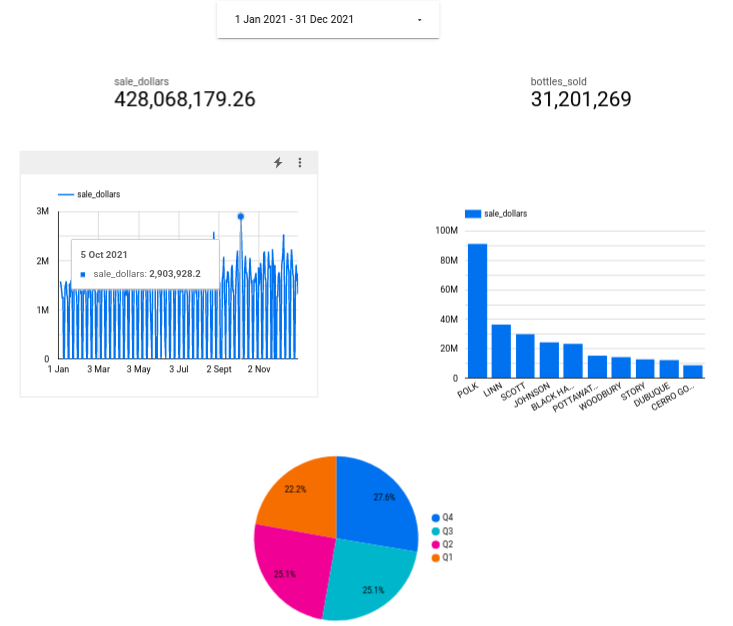 1 Jan 2021 - 31 Dec 2021
sale_dollars
428,068,179.26
bottles_sold
31,201,269
sale_dollars
3M
2M
1M
0
5 Oct 2021
sale_dollars: 2,903,928.2
1 Jan
3 Mar
3 May
3 Jul
2 Sept
2 Nov
sale_dollars
100M
80M
60M
40M
20M
0
POLK
LINN
SCOTT
JOHNSON
BLACK HA…
POTTAWAT…
WOODBURY
STORY
DUBUQUE
CERRO GO…
22.2%
27.6%
25.1%
25.1%
Q4
Q3
Q2
Q1